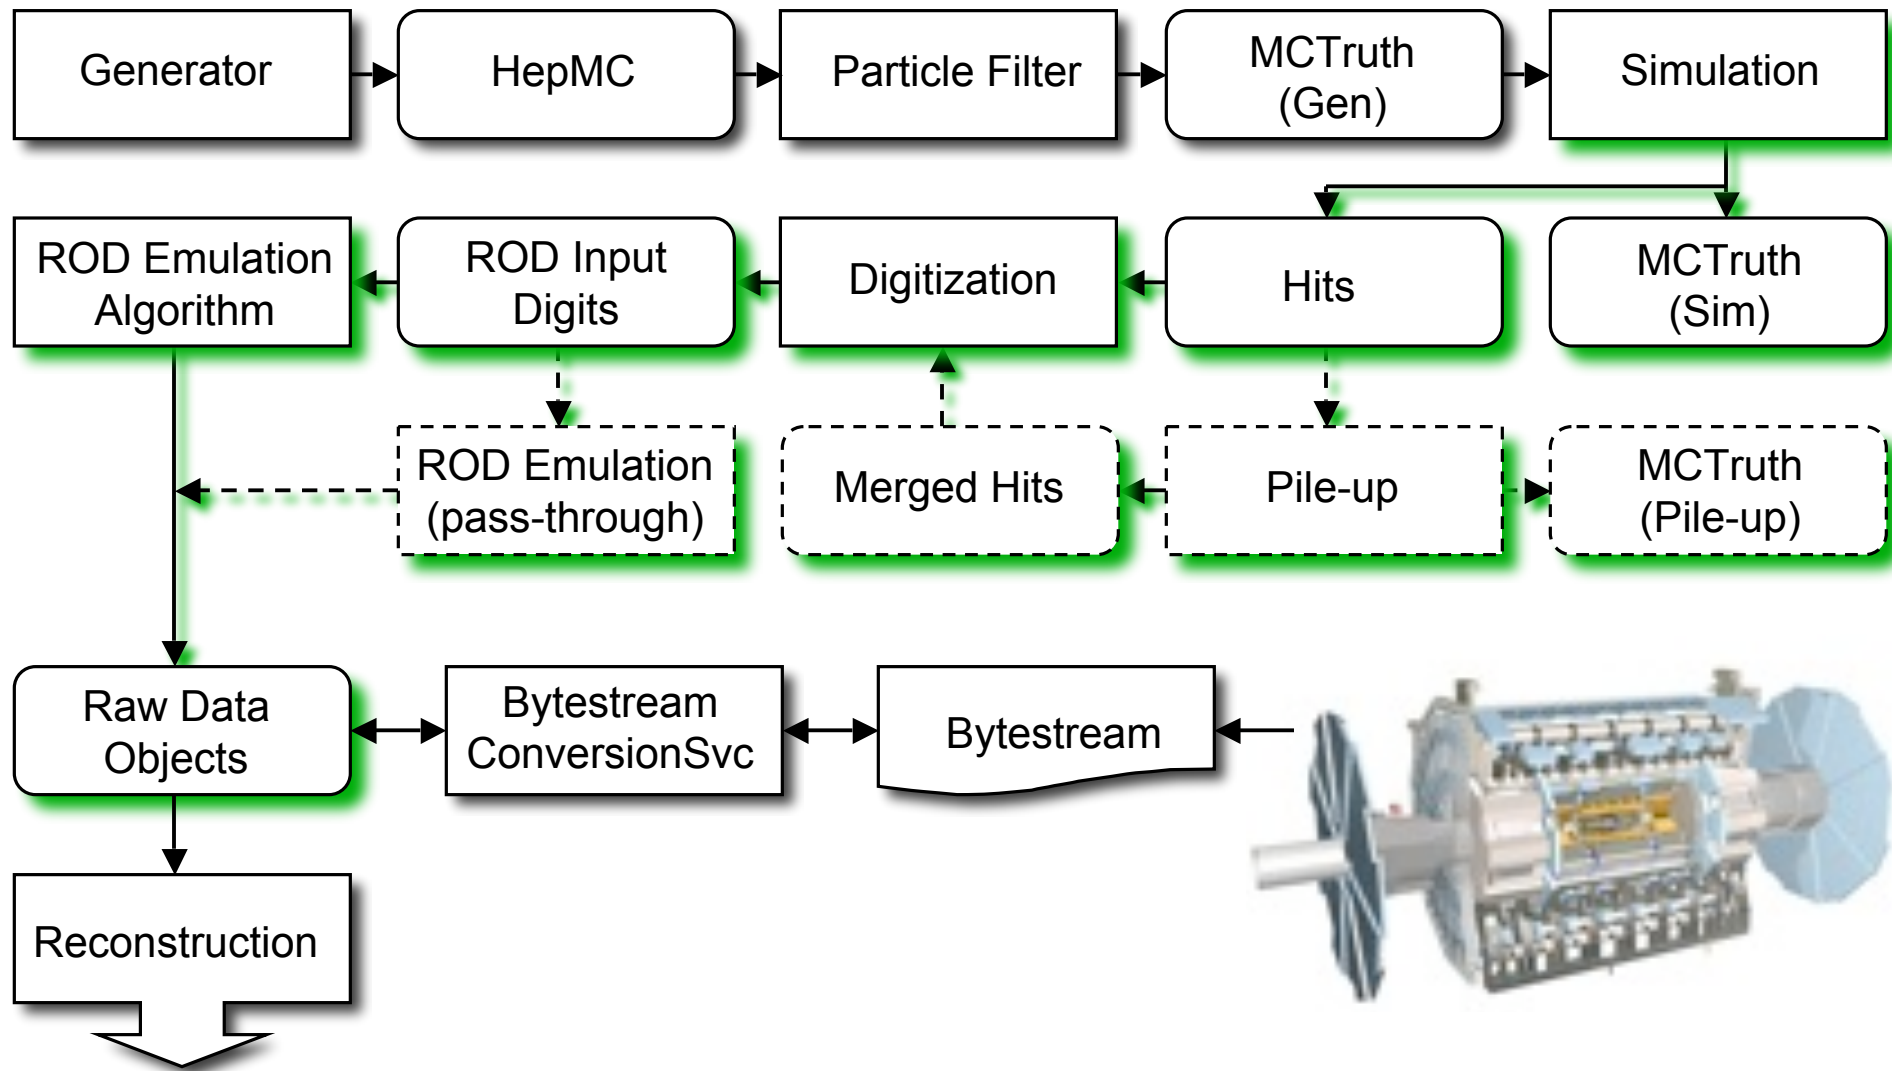 Generator
HepMC
Particle Filter
MCTruth
(Gen)
Simulation
ROD Emulation
Algorithm
ROD Input
Digits
Digitization
Hits
MCTruth
(Sim)
ROD Emulation
(pass-through)
Merged Hits
Pile-up
MCTruth
(Pile-up)
Raw Data
Objects
Bytestream
ConversionSvc
Bytestream
Reconstruction